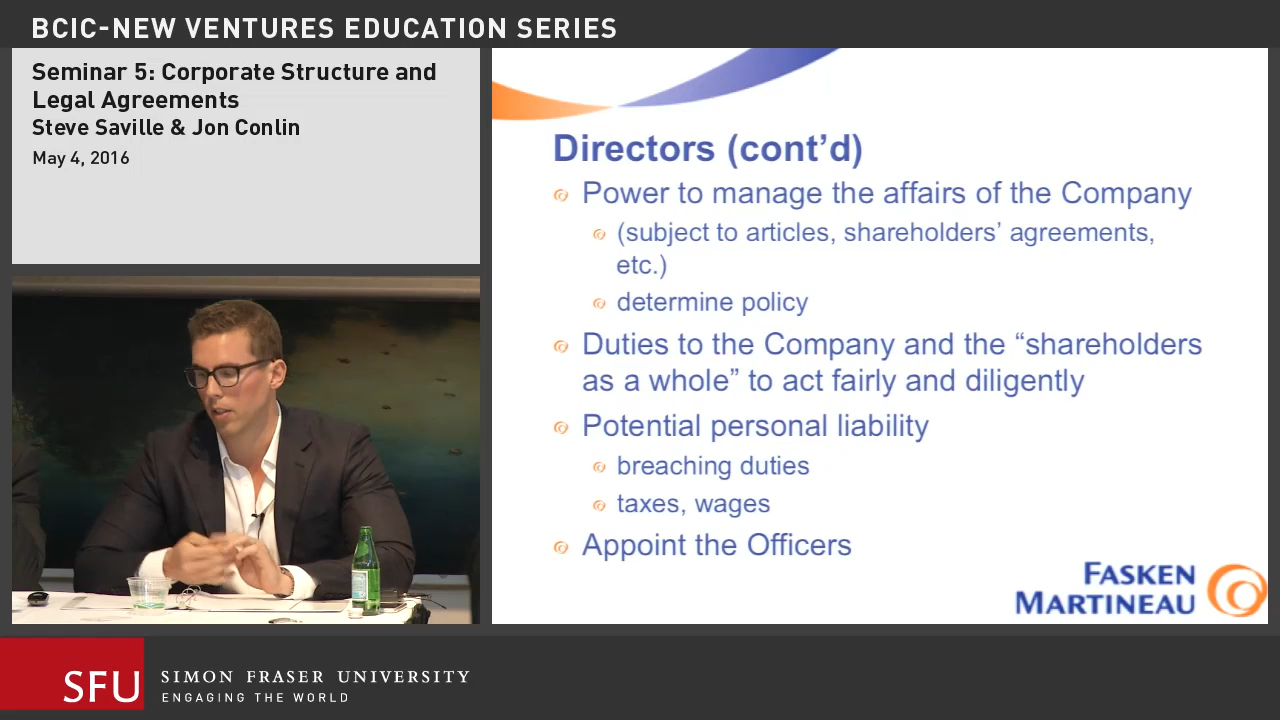 BCIC-NEW VENTURES EDUCATION SERIES
Seminar 5: Corporate Structure and
Legal Agreements
Steve Saville & Jon Conlin
May 4, 2016
Directors (cont’d)
Power to manage the affairs of the Company
(subject to articles, shareholders’ agreements,
etc.)
determine policy
Duties to the Company and the “shareholders
as a whole” to act fairly and diligently
Potential personal liability
breaching duties
taxes, wages
Appoint the Officers
FASKEN
MARTINEAU
SFU
SIMON FRASER UNIVERSITY
ENGAGING THE WORLD